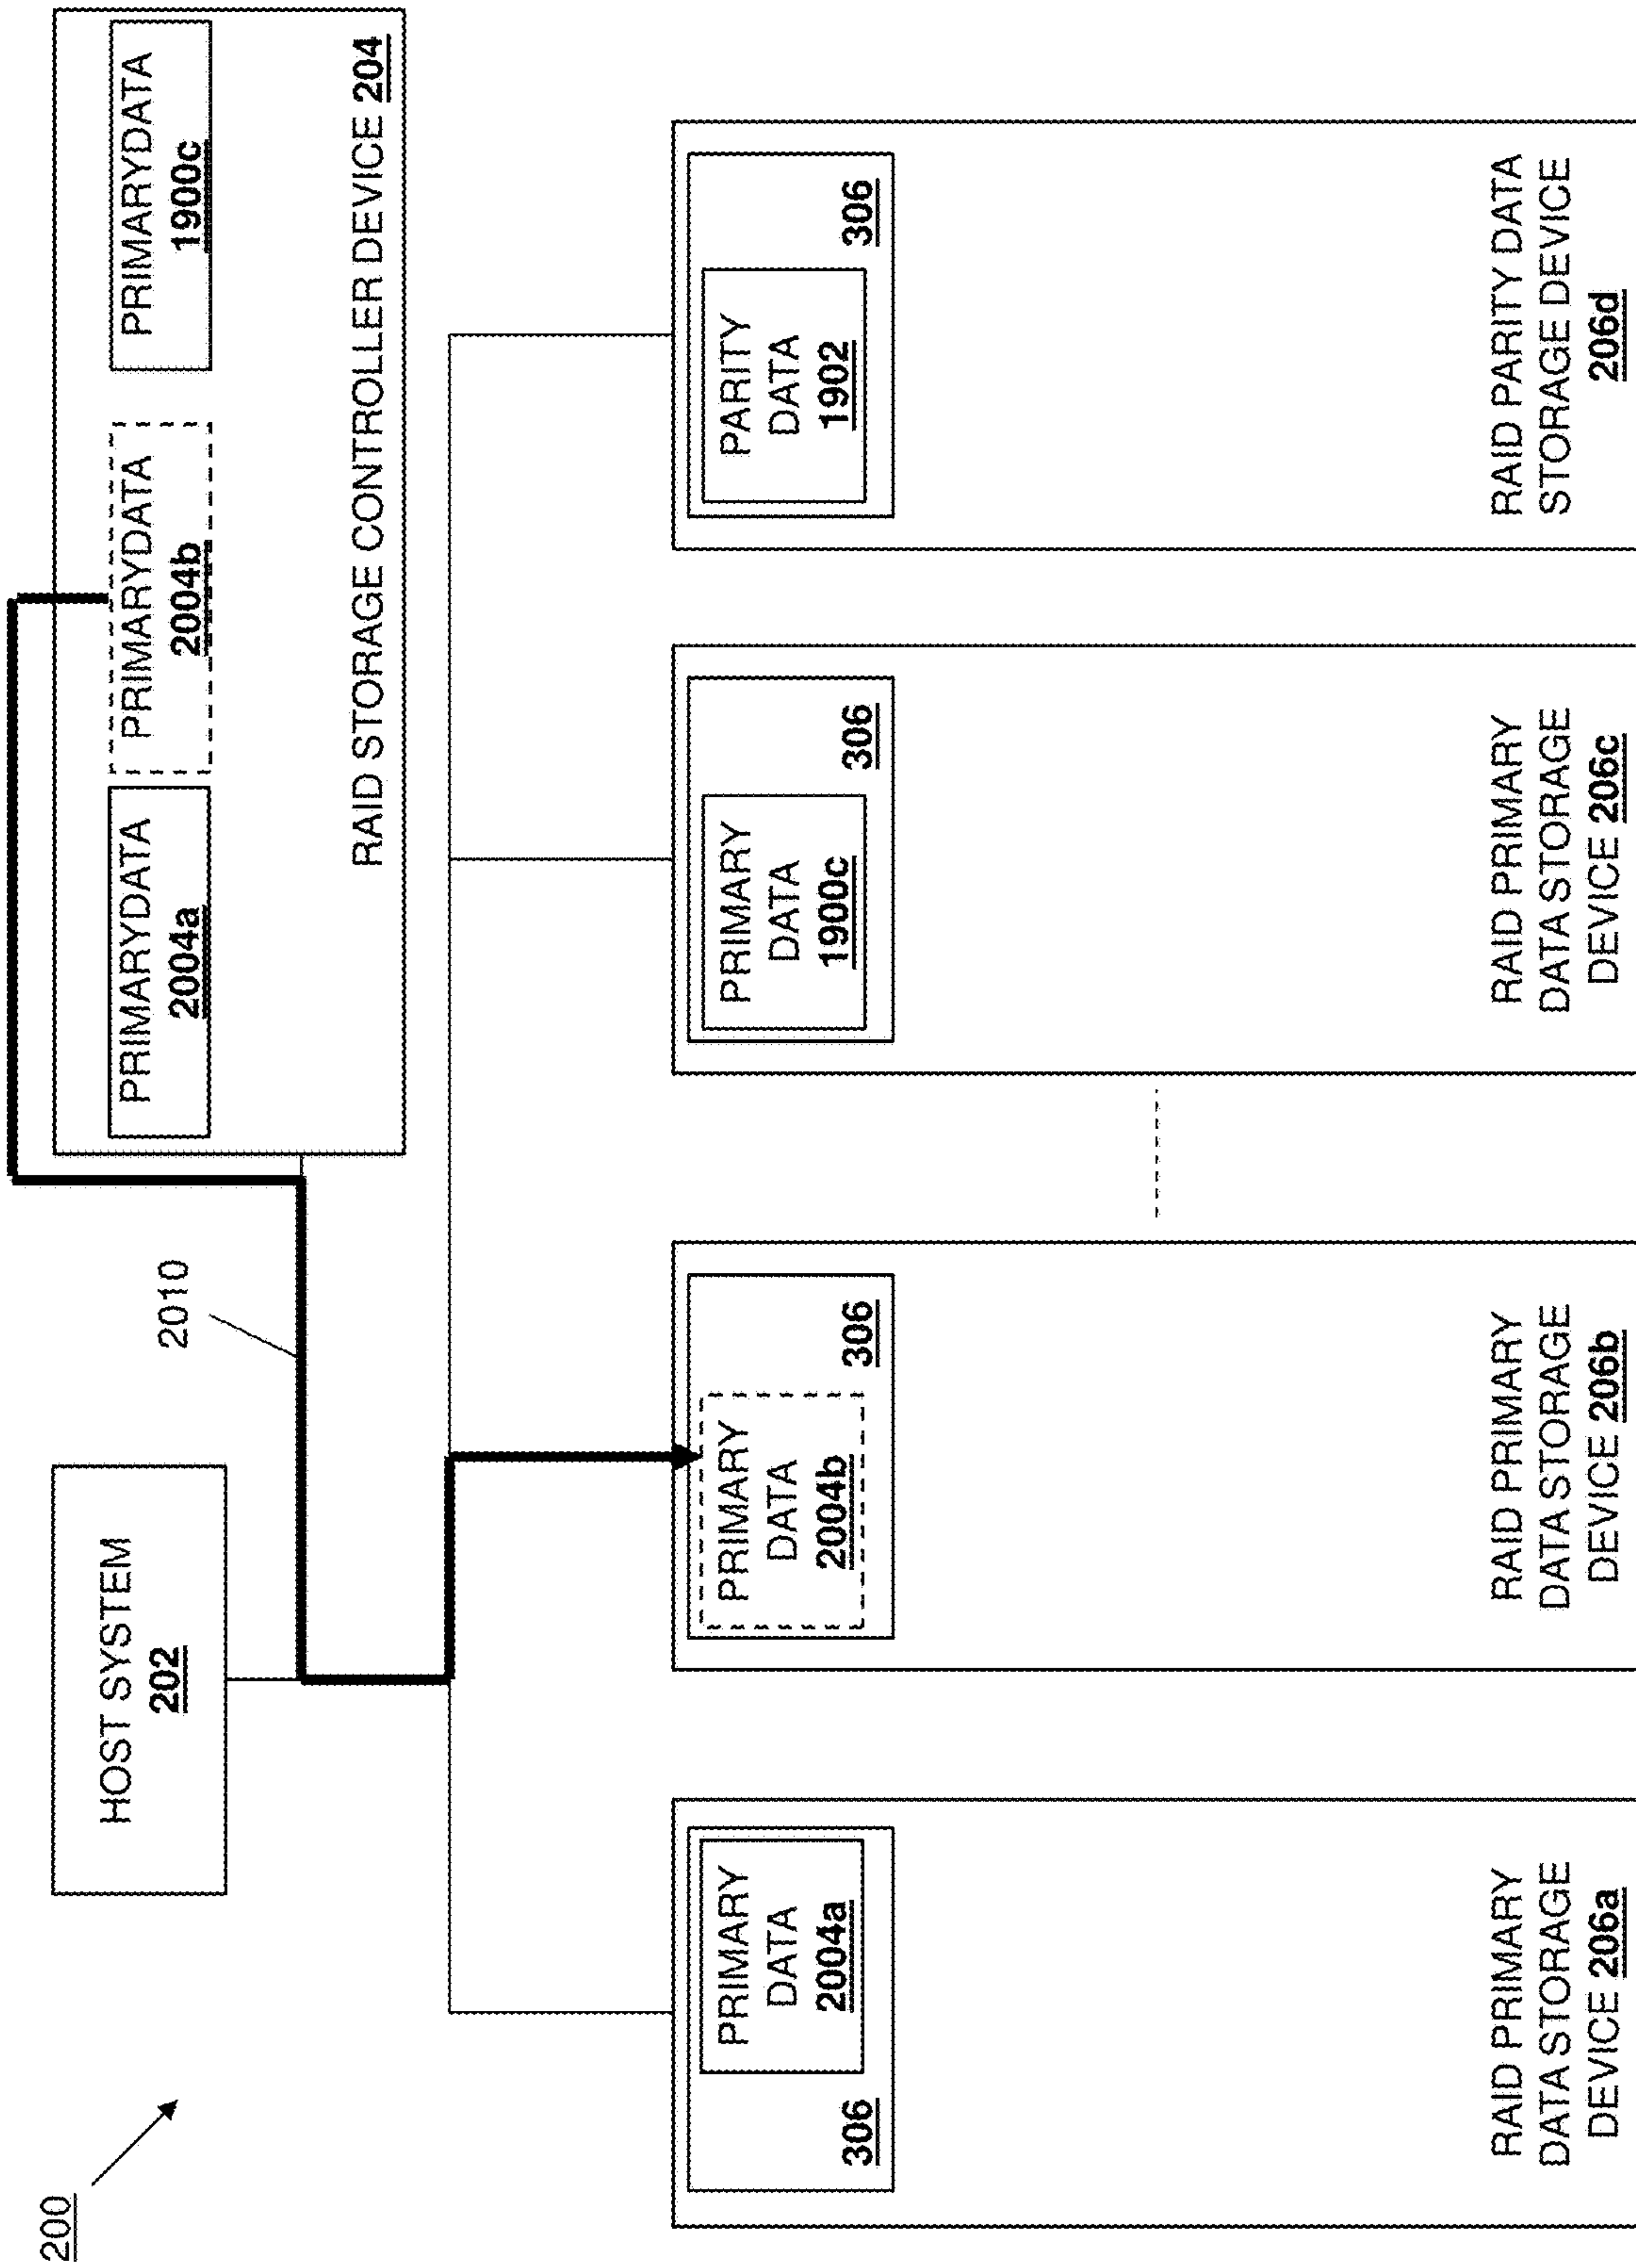 200
HOST SYSTEM
202
2010
PRIMARYDATA
2004a
PRIMARYDATA
2004b
PRIMARYDATA
1900c
RAID STORAGE CONTROLLER DEVICE 204
306
PRIMARY
DATA
2004a
RAID PRIMARY
DATA STORAGE
DEVICE 206a
PRIMARY
DATA
2004b
306
RAID PRIMARY
DATA STORAGE
DEVICE 206b
PRIMARY
DATA
1900c
306
RAID PRIMARY
DATA STORAGE
DEVICE 206c
PARITY
DATA
1902
306
RAID PARITY DATA
STORAGE DEVICE
206d